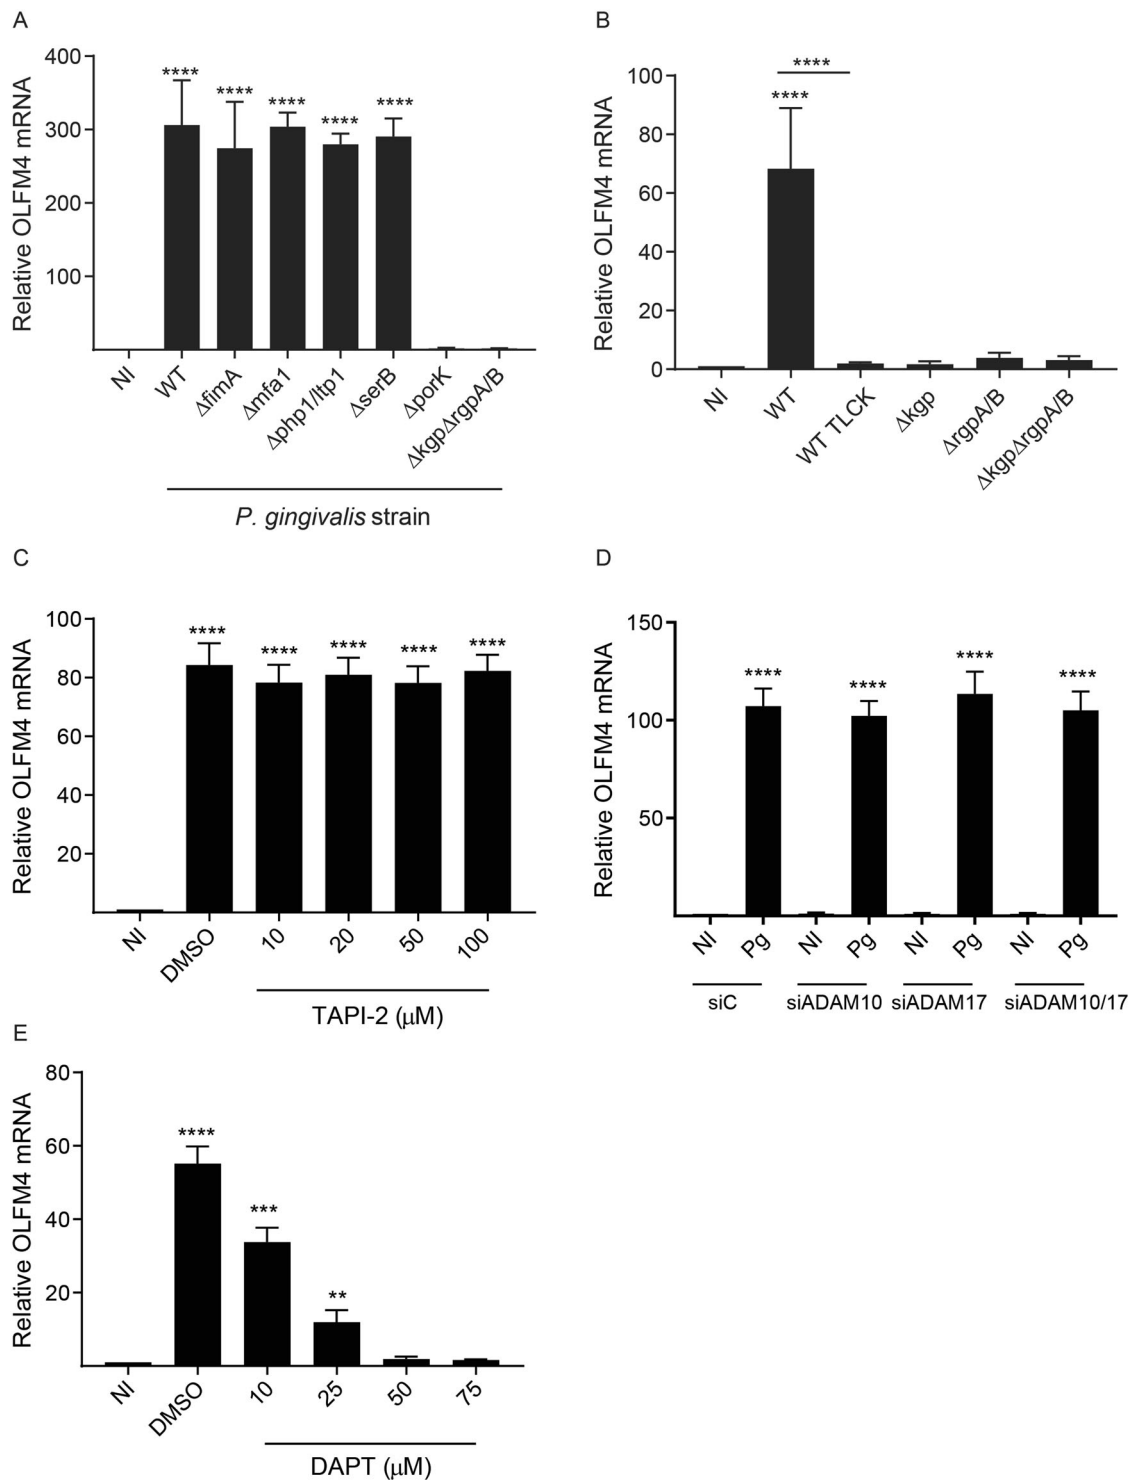 A
Relative OLFM4 mRNA
400
300
200
100
****
****
****
****
****
NI
WT
ΔfimA
Δmfa1
Δphp1/ltp1
ΔserB
ΔporK
ΔkgpΔrgpA/B
P. gingivalis strain
B
Relative OLFM4 mRNA
100
80
60
40
20
0
****
****
NI
WT
WT TLCK
Δkgp
ΔrgpA/B
ΔkgpΔrgpA/B
C
Relative OLFM4 mRNA
100
80
60
40
20
****
****
****
****
****
NI
DMSO
10
20
50
100
TAPI-2 (μM)
D
Relative OLFM4 mRNA
150
100
50
****
****
****
****
NI
Pg
NI
Pg
NI
Pg
NI
Pg
siC
siADAM10
siADAM17
siADAM10/17
E
Relative OLFM4 mRNA
80
60
40
20
****
***
**
NI
DMSO
10
25
50
75
DAPT (μM)